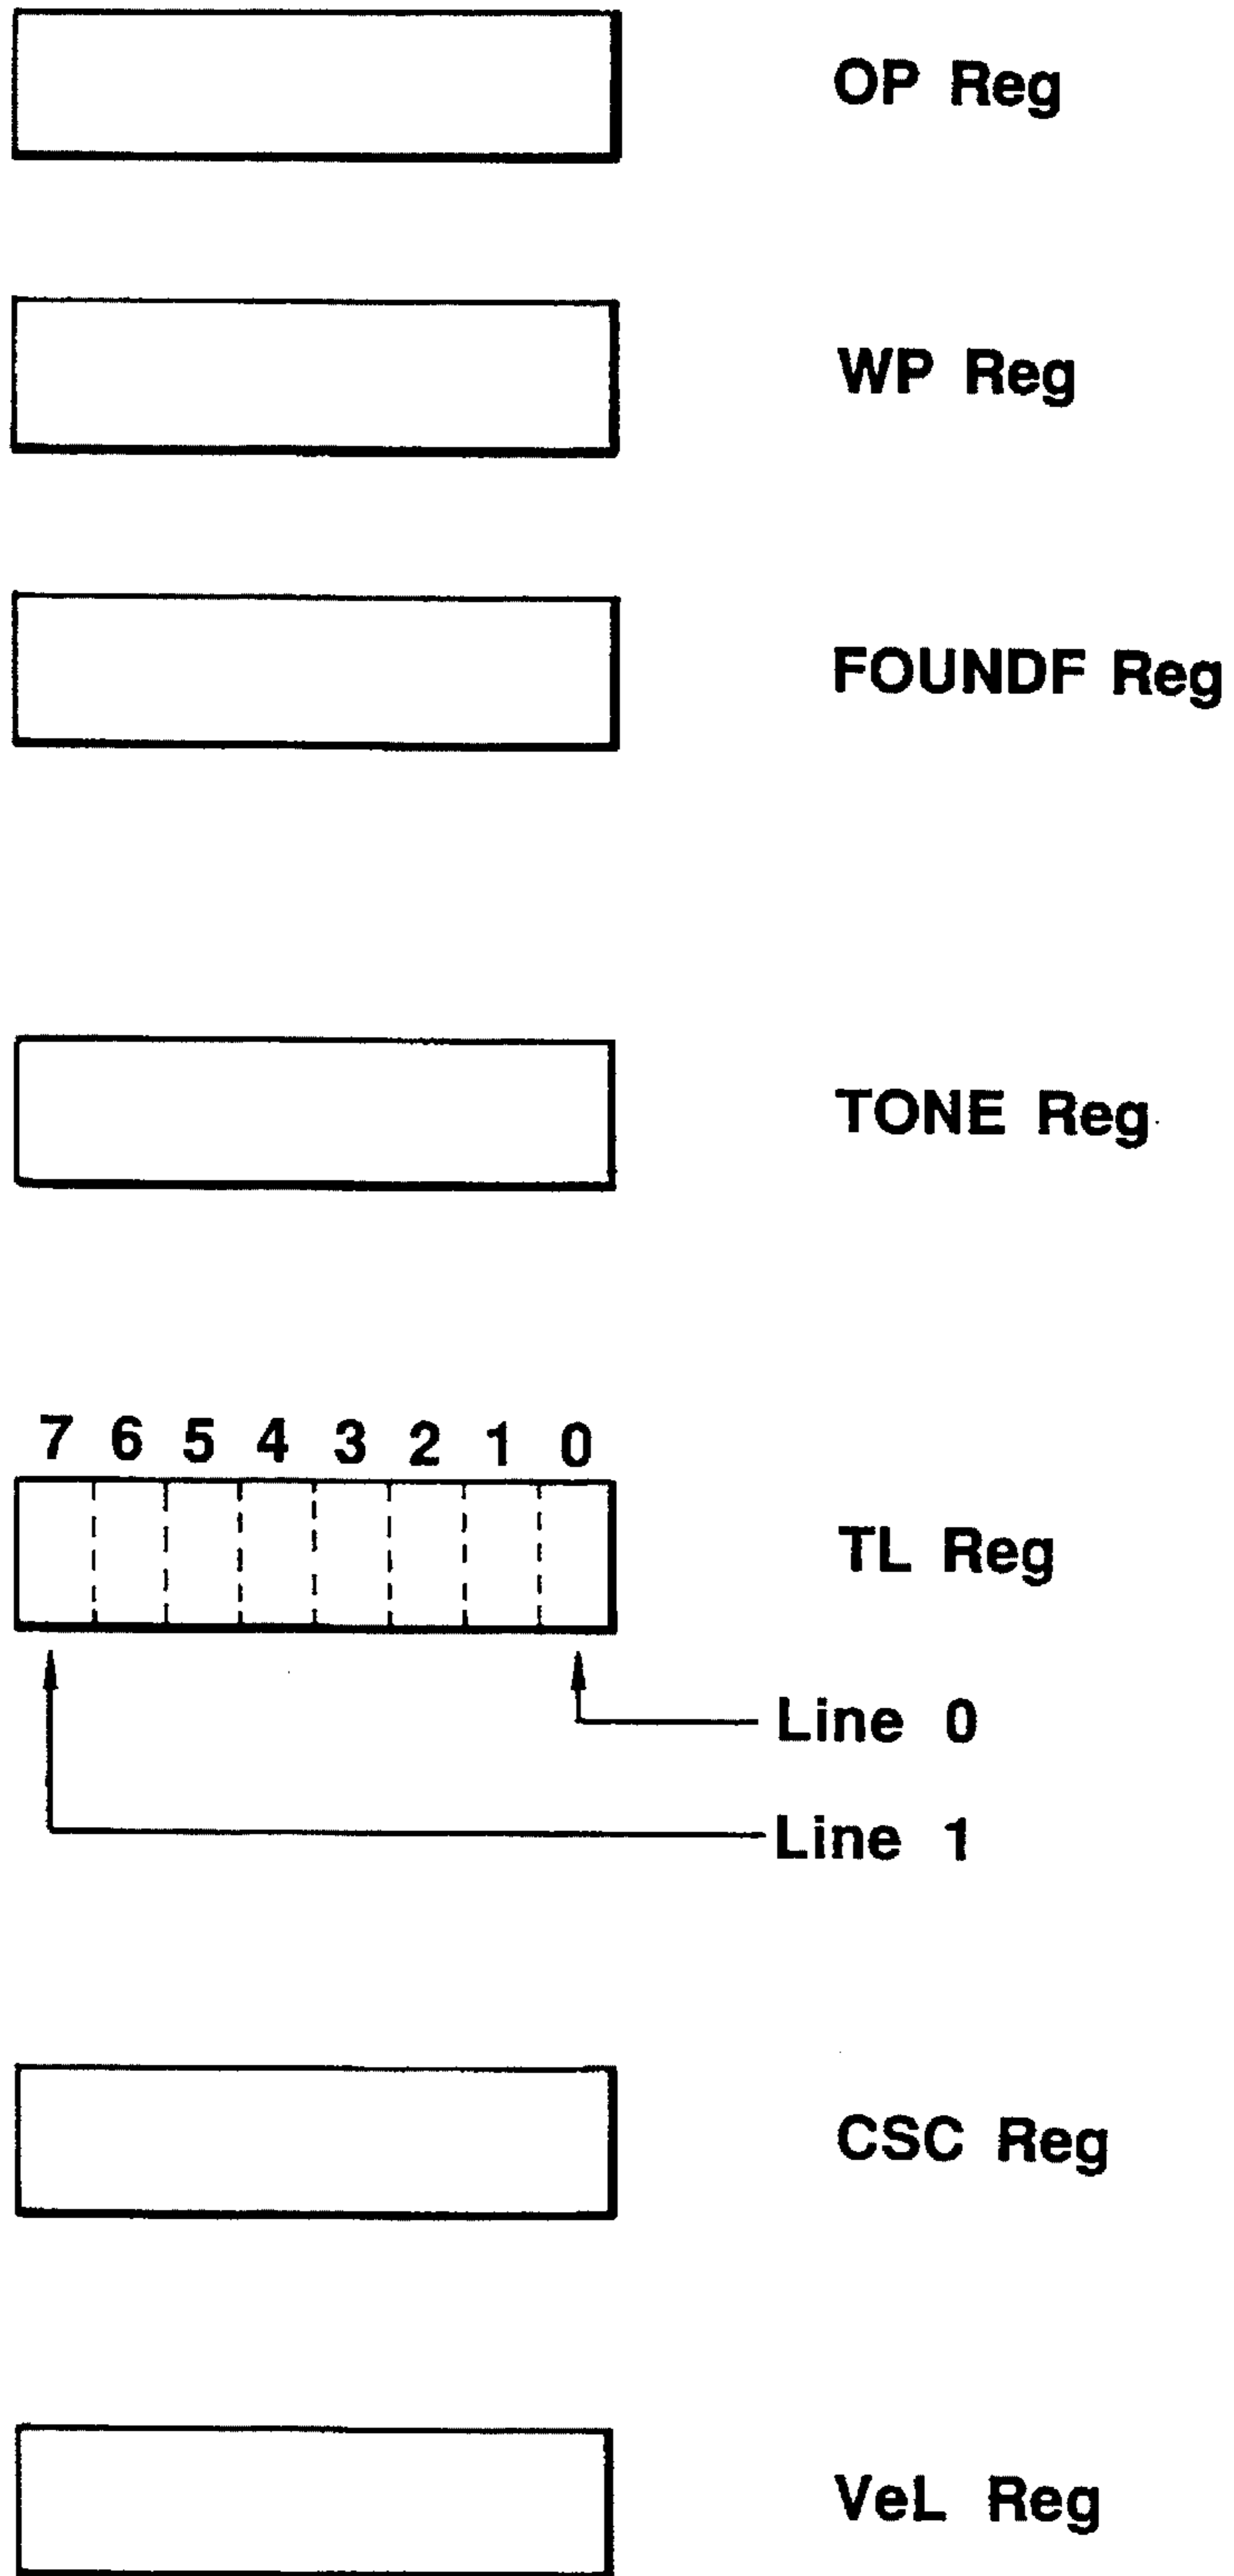 OP Reg
WP Reg
FOUNDF Reg
TONE Reg
7 6 5 4 3 2 1 0
TL Reg
Line 0
Line 1
CSC Reg
VeL Reg